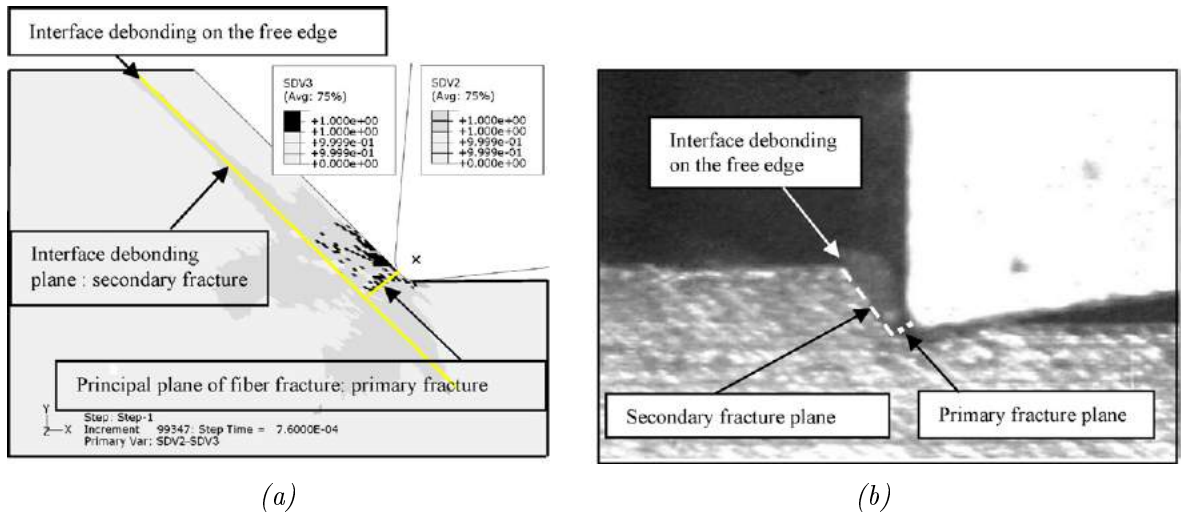 Interface debonding on the free edge
SDV3
(Avg: 75%)
+1.000e+00
+1.000e+00
+9.999e-01
+9.999e-01
+0.000e+00
SDV2
(Avg: 75%)
+1.000e+00
+1.000e+00
+9.999e-01
+9.999e-01
+0.000e+00
Interface debonding
plane : secondary fracture
Principal plane of fiber fracture; primary fracture
Y
Z
X
Step: Step-1
Increment 99347: Step Time = 7.6000E-04
Primary Var: SDV2-SDV3
(a)
Interface debonding
on the free edge
Secondary fracture plane
Primary fracture plane
(b)